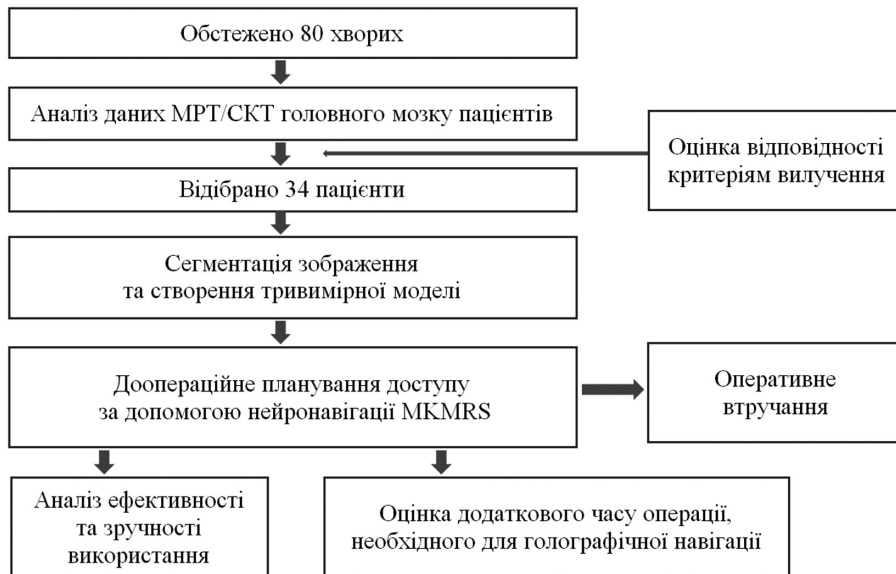 Обстежено 80 хворих
Аналіз даних МРТ/СКТ головного мозку пацієнтів
Оцінка відповідності
критеріям вилучення
Відібрано 34 пацієнти
Сегментація зображення
та створення тривимірної моделі
Доопераційне планування доступу
за допомогою нейронавігації MKMRS
Оперативне
втручання
Аналіз ефективності
та зручності
використання
Оцінка додаткового часу операції,
необхідного для голографічної навігації